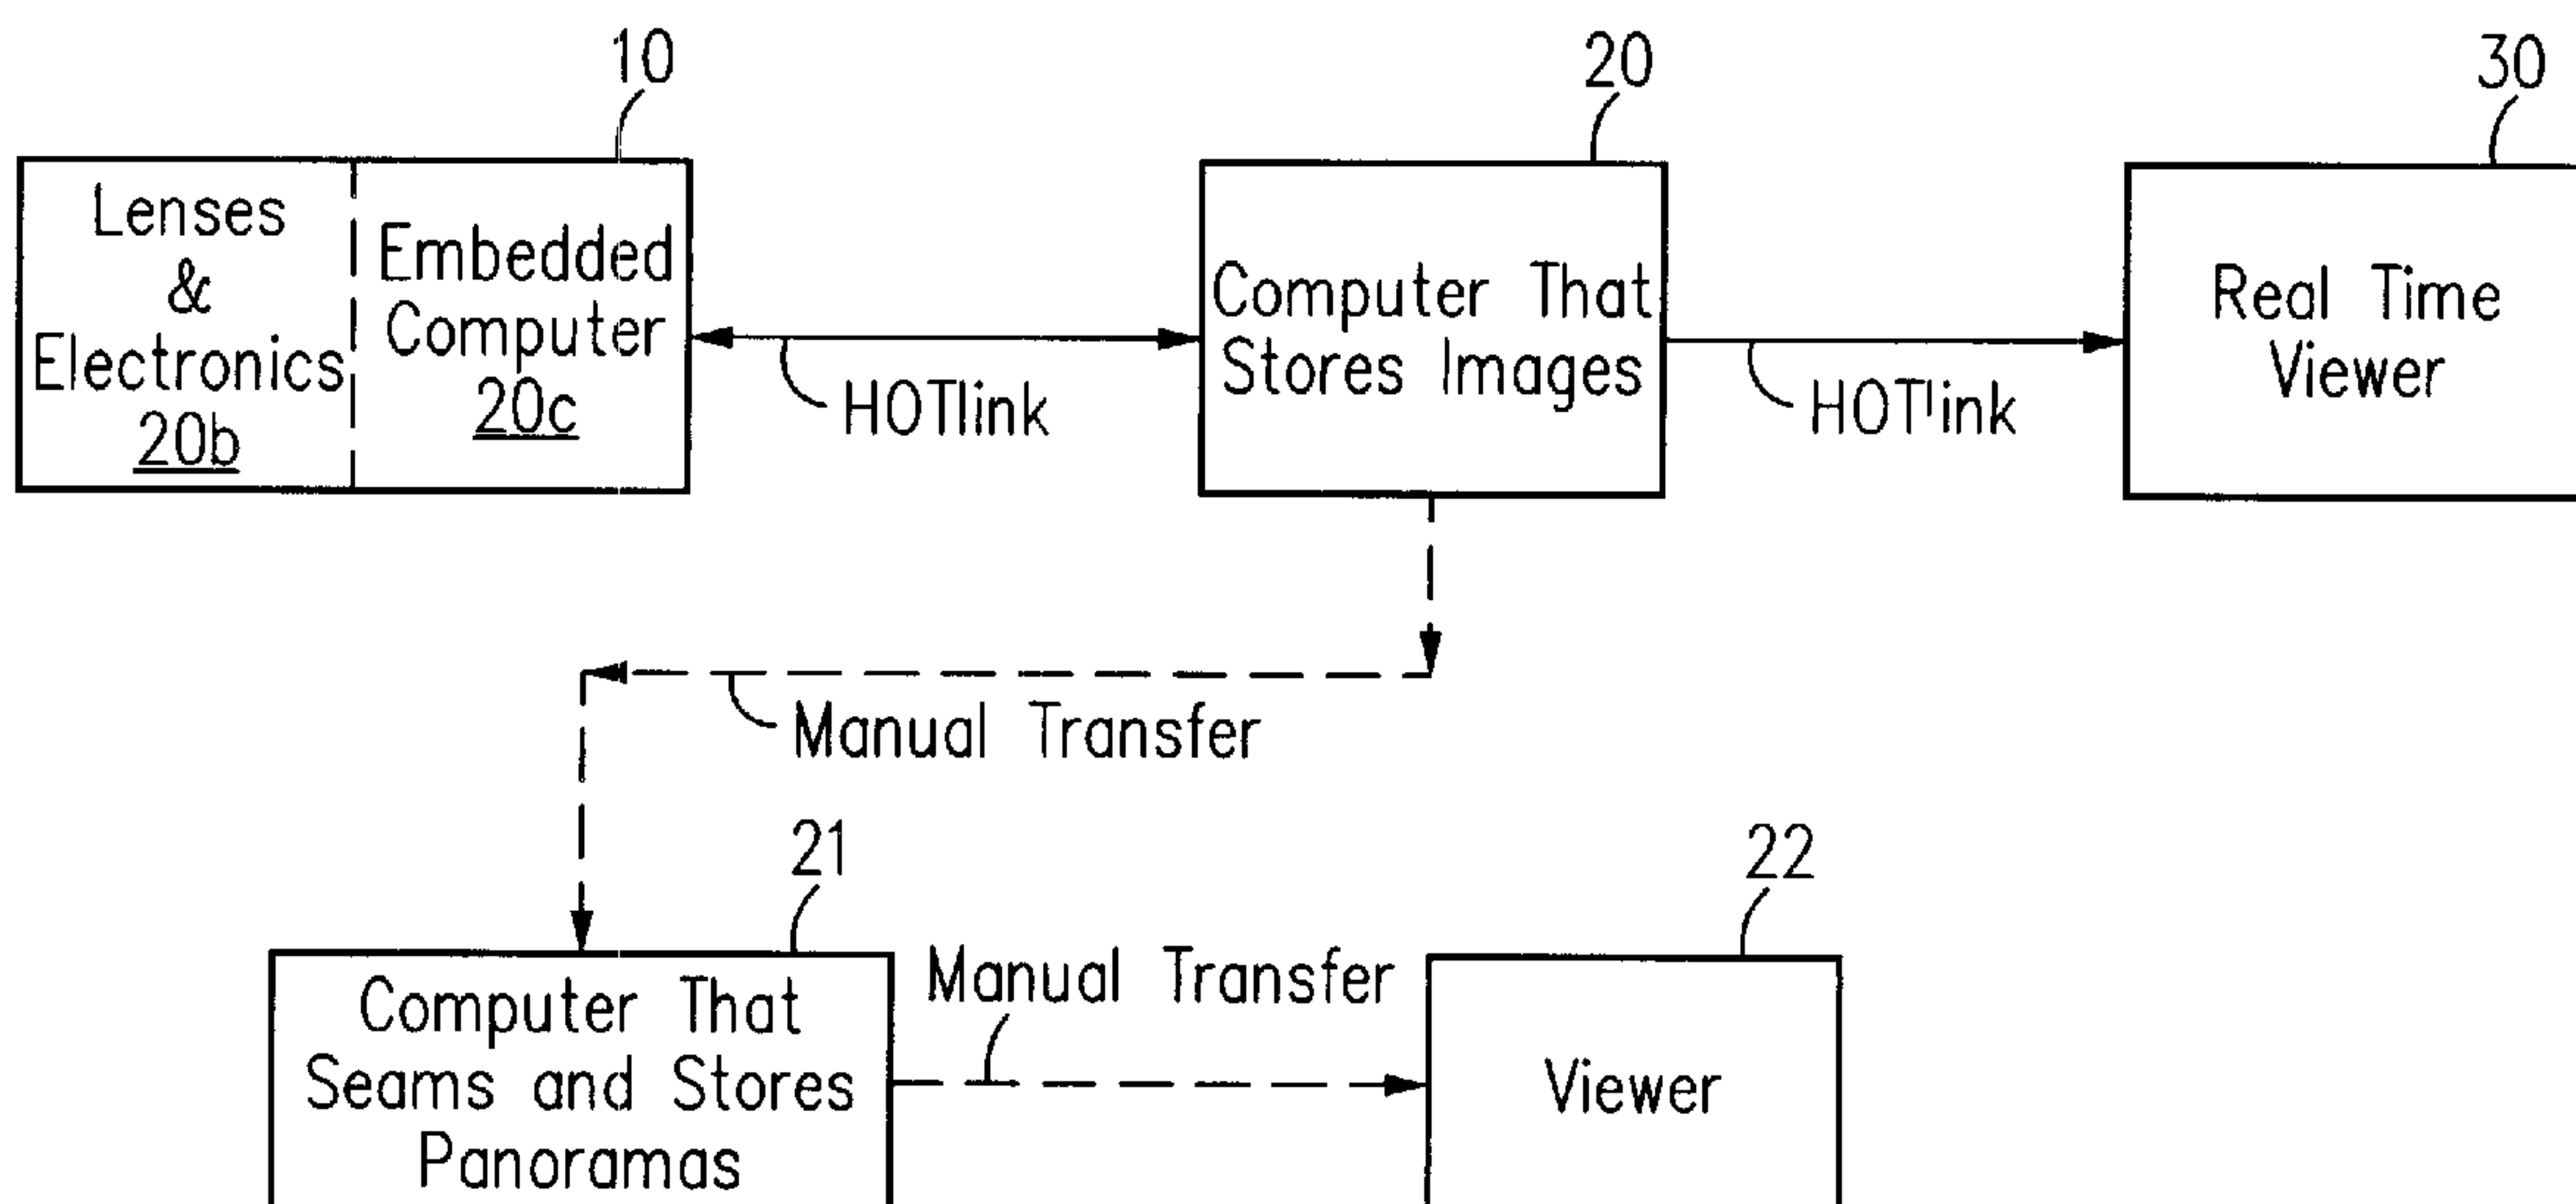 10
20
30
Lenses
&
Electronics
20b
Embedded
Computer
20c
HOTlink
Computer That
Stores Images
HOTlink
Real Time
Viewer
Manual Transfer
21
22
Computer That
Seams and Stores
Panoramas
Manual Transfer
Viewer